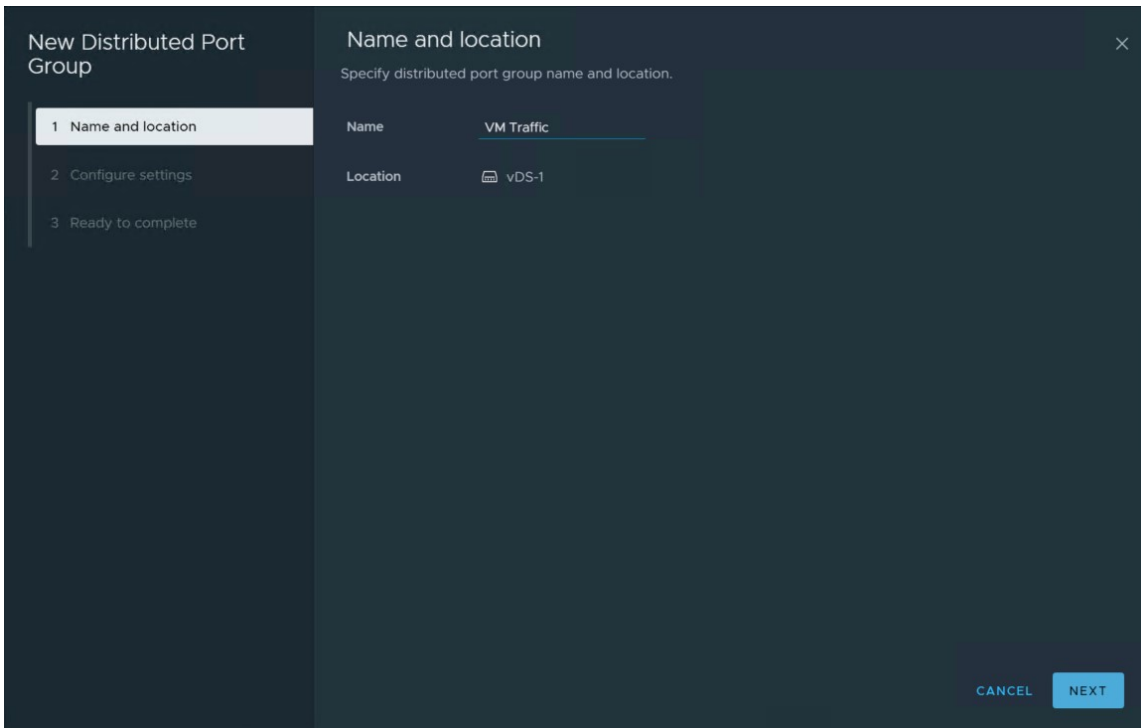 New Distributed Port
Group
1 Name and location
2 Configure settings
3 Ready to complete
Name and location
Specify distributed port group name and location.
Name VM Traffic
Location vDS-1
CANCEL NEXT